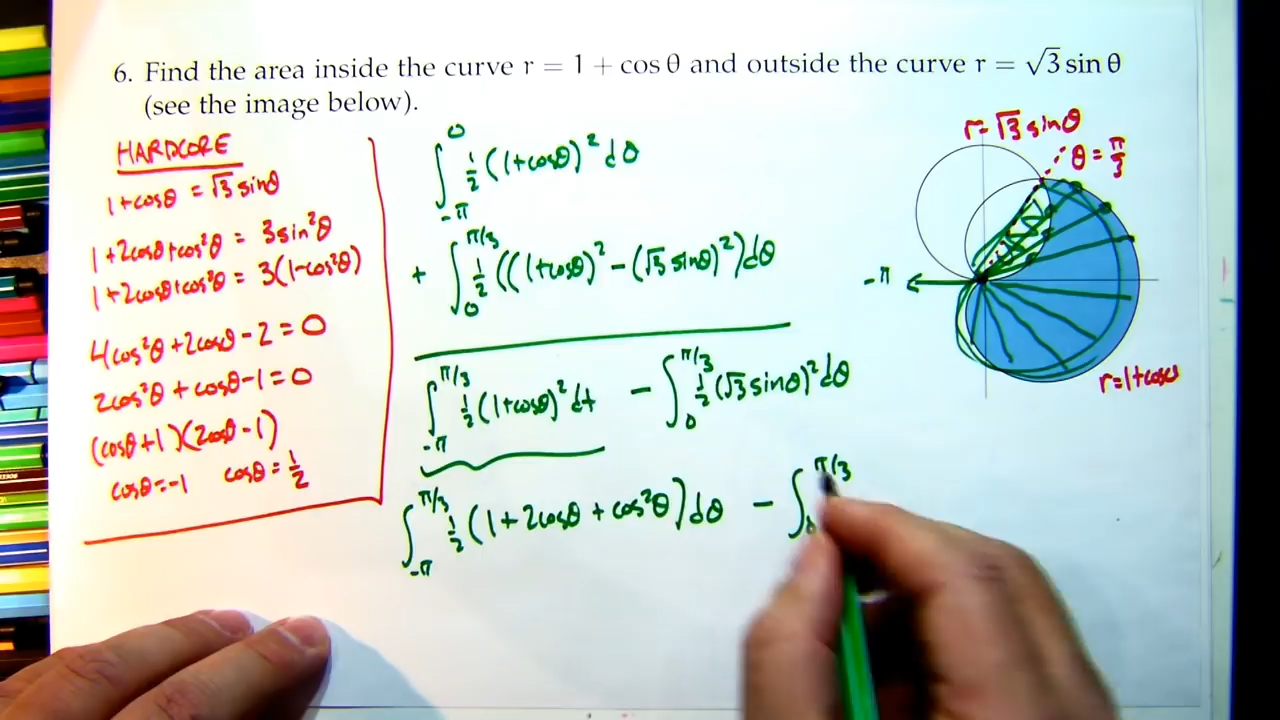 6. Find the area inside the curve r = 1 + cos θ and outside the curve r = √3 sin θ
(see the image below).
HARDCORE
1+cosθ = √3 sinθ
1+2cosθ+cos²θ = 3sin²θ
1+2cosθ+cos²θ = 3(1-cos²θ)
4cos²θ+2cosθ-2=0
2cos²θ+cosθ-1=0
(cosθ+1)(2cosθ-1)
cosθ=-1 cosθ=1/2
∫_{-π}^{0} 1/2 (1+cosθ)² dθ
+ ∫_{0}^{π/3} 1/2 ((1+cosθ)² - (√3 sinθ)²) dθ
∫_{-π}^{π/3} 1/2 (1+cosθ)² dt - ∫_{0}^{π/3} 1/2 (√3 sinθ)² dθ
∫_{-π}^{π/3} 1/2 (1+2cosθ+cos²θ) dθ - ∫_{0}^{π/3}
r=√3 sinθ
θ=π/3
-π
r=1+cosθ